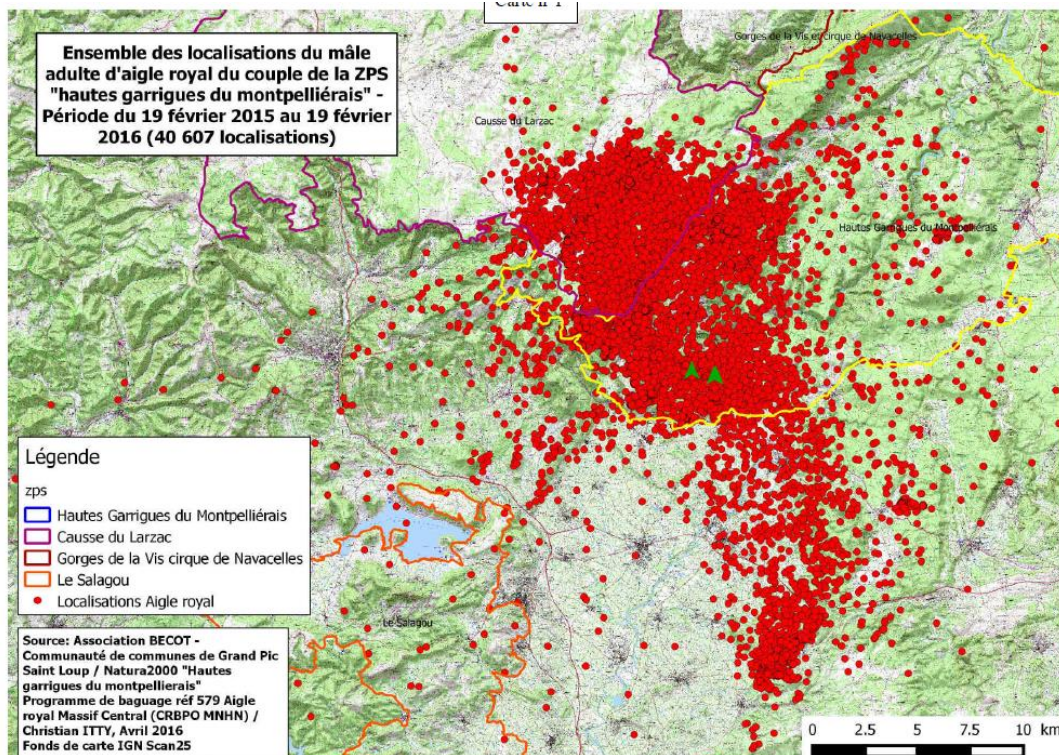 Carte n°1
Ensemble des localisations du mâle
adulte d'aigle royal du couple de la ZPS
"hautes garrigues du montpelliérais" -
Période du 19 février 2015 au 19 février
2016 (40 607 localisations)
Gorges de la Vis et cirque de Navacelles
Causse du Larzac
Hautes Garrigues du Montpelliérais
Le Salagou
Légende
zps
Hautes Garrigues du Montpelliérais
Causse du Larzac
Gorges de la Vis cirque de Navacelles
Le Salagou
Localisations Aigle royal
Source: Association BECOT -
Communauté de communes de Grand Pic
Saint Loup / Natura2000 "Hautes
garrigues du montpellierais"
Programme de baguage réf 579 Aigle
royal Massif Central (CRBPO MNHN) /
Christian ITTY, Avril 2016
Fonds de carte IGN Scan25
0 2.5 5 7.5 10 km